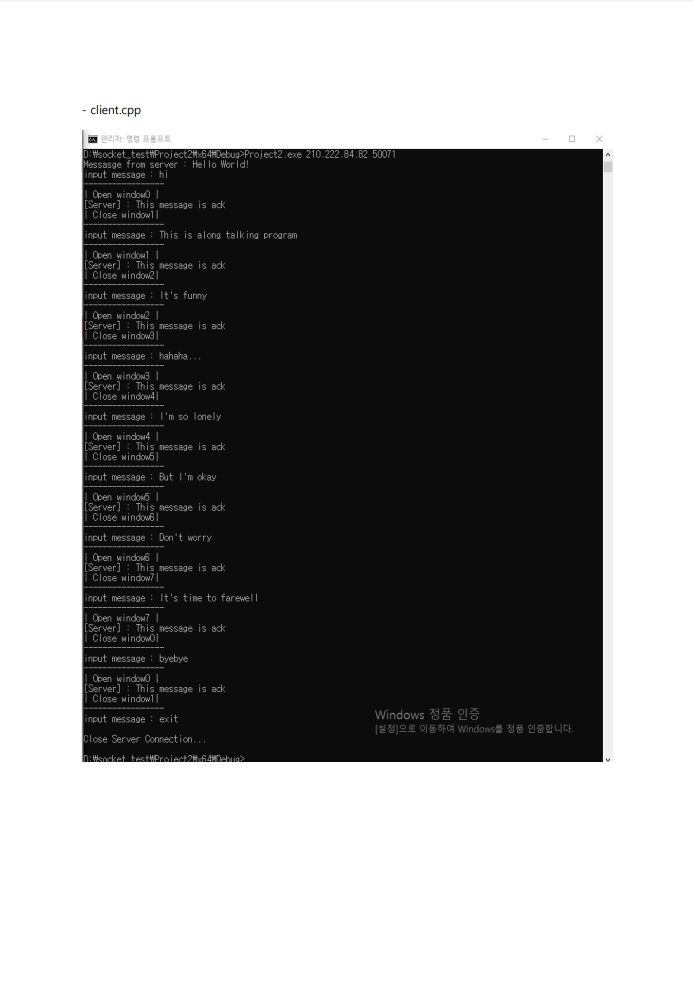 - client.cpp
관리자: 명령 프롬프트
D:₩socket_test₩Project2₩x64₩Debug>Project2.exe 210.222.84.82 50071
Messasge from server : Hello World!
input message : hi
-----------------
| Open window0 |
[Server] : This message is ack
| Close window1|
-----------------
input message : This is along talking program
-----------------
| Open window1 |
[Server] : This message is ack
| Close window2|
-----------------
input message : It's funny
-----------------
| Open window2 |
[Server] : This message is ack
| Close window3|
-----------------
input message : hahaha...
-----------------
| Open window3 |
[Server] : This message is ack
| Close window4|
-----------------
input message : I'm so lonely
-----------------
| Open window4 |
[Server] : This message is ack
| Close window5|
-----------------
input message : But I'm okay
-----------------
| Open window5 |
[Server] : This message is ack
| Close window6|
-----------------
input message : Don't worry
-----------------
| Open window6 |
[Server] : This message is ack
| Close window7|
-----------------
input message : It's time to farewell
-----------------
| Open window7 |
[Server] : This message is ack
| Close window0|
-----------------
input message : byebye
-----------------
| Open window0 |
[Server] : This message is ack
| Close window1|
-----------------
input message : exit
Close Server Connection...
D:₩socket_test₩Project2₩x64₩Debug>
Windows 정품 인증
[설정]으로 이동하여 Windows를 정품 인증합니다.